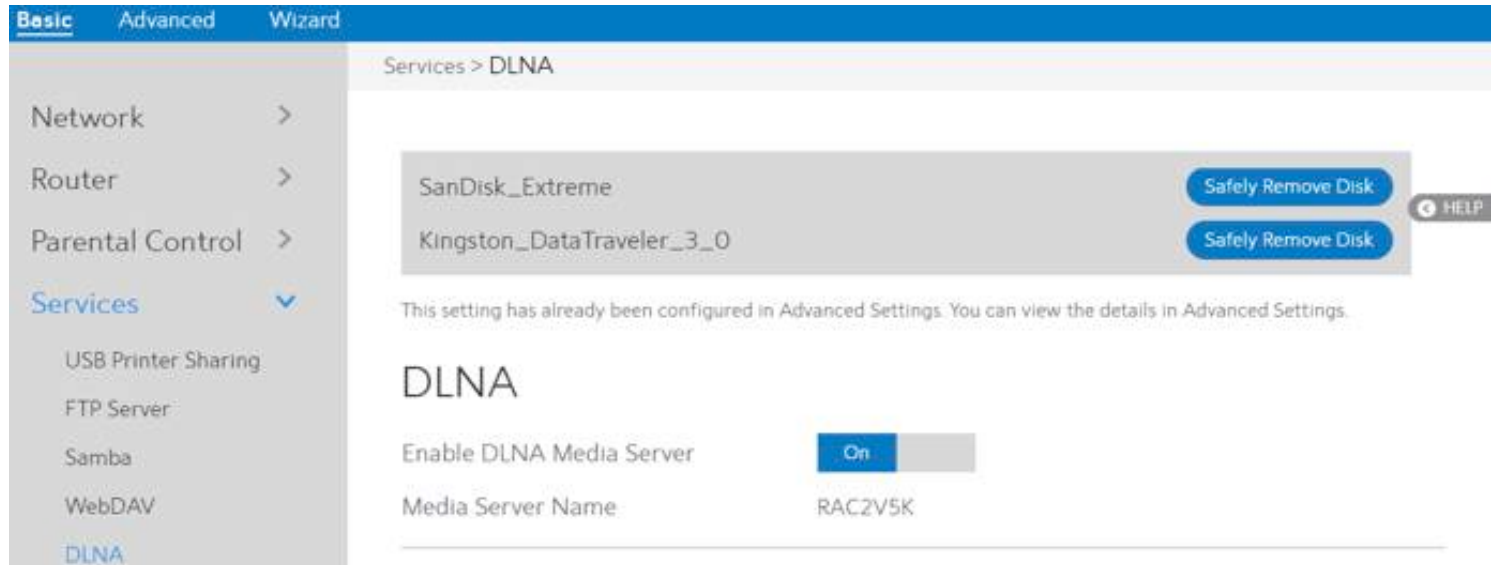 Basic Advanced Wizard
Services > DLNA
Network
Router
Parental Control
Services
USB Printer Sharing
FTP Server
Samba
WebDAV
DLNA
SanDisk_Extreme Safely Remove Disk
Kingston_DataTraveler_3_0 Safely Remove Disk
HELP
This setting has already been configured in Advanced Settings. You can view the details in Advanced Settings.
DLNA
Enable DLNA Media Server On
Media Server Name RAC2V5K